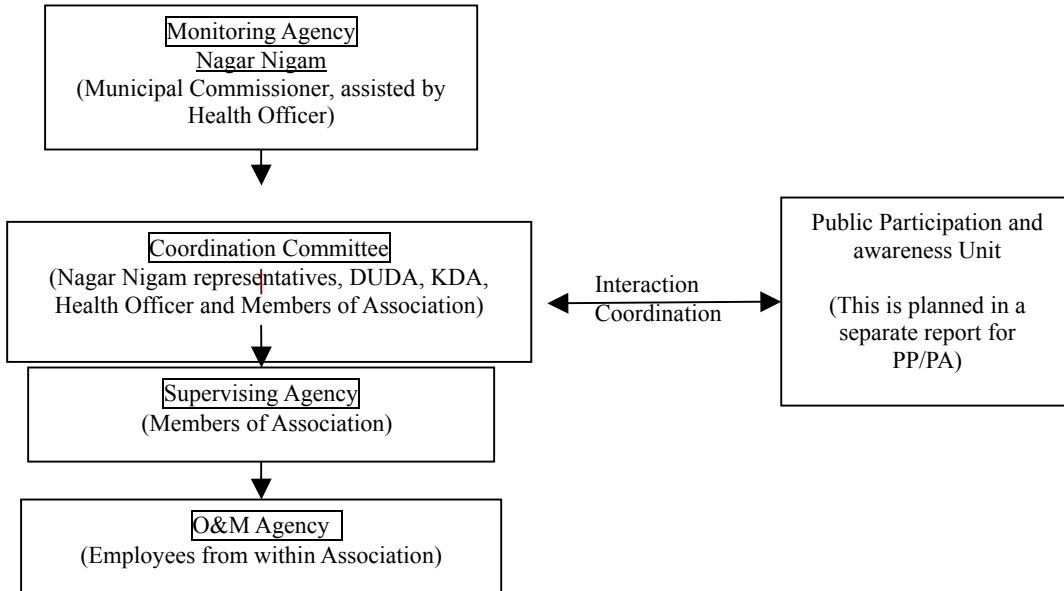 Monitoring Agency
Nagar Nigam
(Municipal Commissioner, assisted by
Health Officer)
Coordination Committee
(Nagar Nigam representatives, DUDA, KDA,
Health Officer and Members of Association)
Interaction
Coordination
Public Participation and
awareness Unit
(This is planned in a
separate report for
PP/PA)
Supervising Agency
(Members of Association)
O&M Agency
(Employees from within Association)